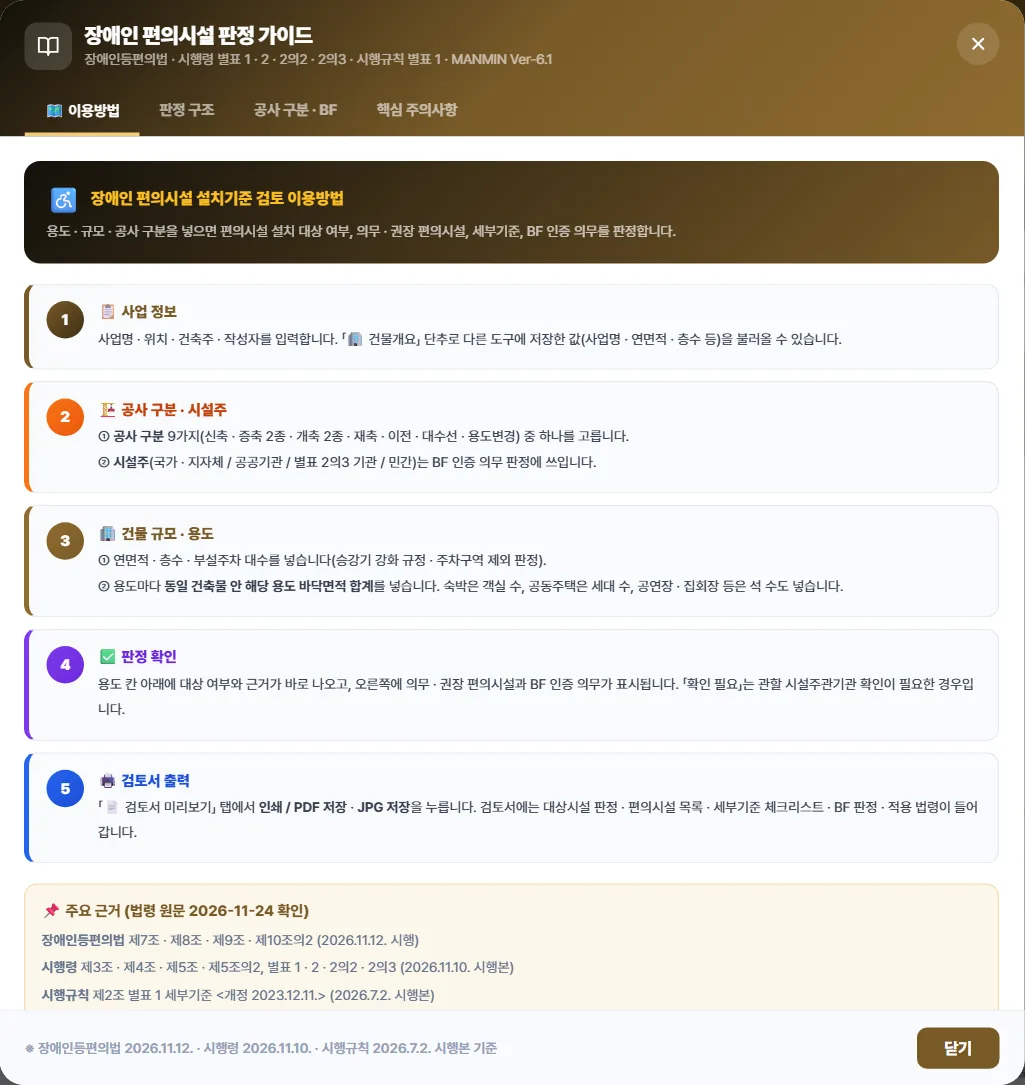 장애인 편의시설 판정 가이드
장애인등편의법 · 시행령 별표 1 · 2 · 2의2 · 2의3 · 시행규칙 별표 1 · MANMIN Ver-6.1
이용방법 판정 구조 공사 구분 · BF 핵심 주의사항
장애인 편의시설 설치기준 검토 이용방법
용도 · 규모 · 공사 구분을 넣으면 편의시설 설치 대상 여부, 의무 · 권장 편의시설, 세부기준, BF 인증 의무를 판정합니다.
1
사업 정보
사업명 · 위치 · 건축주 · 작성자를 입력합니다. 「🏢 건물개요」 단추로 다른 도구에 저장한 값(사업명 · 연면적 · 층수 등)을 불러올 수 있습니다.
2
공사 구분 · 시설주
① 공사 구분 9가지(신축 · 증축 2종 · 개축 2종 · 재축 · 이전 · 대수선 · 용도변경) 중 하나를 고릅니다.
② 시설주(국가 · 지자체 / 공공기관 / 별표 2의3 기관 / 민간)는 BF 인증 의무 판정에 쓰입니다.
3
건물 규모 · 용도
① 연면적 · 층수 · 부설주차 대수를 넣습니다(승강기 강화 규정 · 주차구역 제외 판정).
② 용도마다 동일 건축물 안 해당 용도 바닥면적 합계를 넣습니다. 숙박은 객실 수, 공동주택은 세대 수, 공연장 · 집회장 등은 석 수도 넣습니다.
4
판정 확인
용도 칸 아래에 대상 여부와 근거가 바로 나오고, 오른쪽에 의무 · 권장 편의시설과 BF 인증 의무가 표시됩니다. 「확인 필요」는 관할 시설주관기관 확인이 필요한 경우입
니다.
5
검토서 출력
「📄 검토서 미리보기」 탭에서 인쇄 / PDF 저장 · JPG 저장을 누릅니다. 검토서에는 대상시설 판정 · 편의시설 목록 · 세부기준 체크리스트 · BF 판정 · 적용 법령이 들어
갑니다.
주요 근거 (법령 원문 2026-11-24 확인)
장애인등편의법 제7조 · 제8조 · 제9조 · 제10조의2 (2026.11.12. 시행)
시행령 제3조 · 제4조 · 제5조 · 제5조의2, 별표 1 · 2 · 2의2 · 2의3 (2026.11.10. 시행본)
시행규칙 제2조 별표 1 세부기준 <개정 2023.12.11.> (2026.7.2. 시행본)
※ 장애인등편의법 2026.11.12. · 시행령 2026.11.10. · 시행규칙 2026.7.2. 시행본 기준
닫기